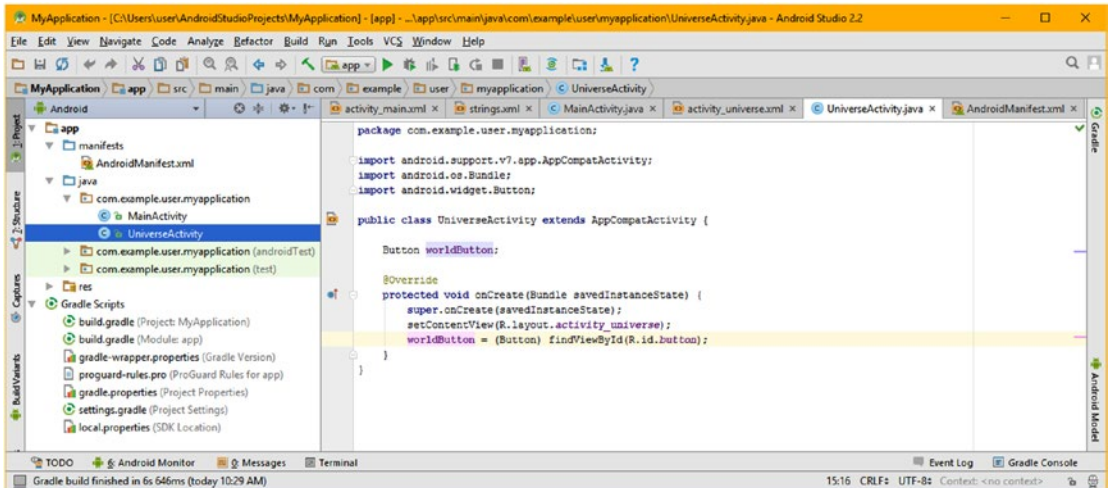 MyApplication - [C:\Users\user\AndroidStudioProjects\MyApplication] - [app] - ...\app\src\main\java\com\example\user\myapplication\UniverseActivity.java - Android Studio 2.2
File Edit View Navigate Code Analyze Refactor Build Run Tools VCS Window Help
app
MyApplication app src main java com example user myapplication UniverseActivity
Android
activity_main.xml × strings.xml × MainActivity.java × activity_universe.xml × UniverseActivity.java × AndroidManifest.xml ×
1: Project
2: Structure
Captures
Build Variants
app
manifests
AndroidManifest.xml
java
com.example.user.myapplication
MainActivity
UniverseActivity
com.example.user.myapplication (androidTest)
com.example.user.myapplication (test)
res
Gradle Scripts
build.gradle (Project: MyApplication)
build.gradle (Module: app)
gradle-wrapper.properties (Gradle Version)
proguard-rules.pro (ProGuard Rules for app)
gradle.properties (Project Properties)
settings.gradle (Project Settings)
local.properties (SDK Location)
package com.example.user.myapplication;
import android.support.v7.app.AppCompatActivity;
import android.os.Bundle;
import android.widget.Button;
public class UniverseActivity extends AppCompatActivity {
Button worldButton;
@Override
protected void onCreate(Bundle savedInstanceState) {
super.onCreate(savedInstanceState);
setContentView(R.layout.activity_universe);
worldButton = (Button) findViewById(R.id.button);
}
}
Gradle
Android Model
TODO 6: Android Monitor 0: Messages Terminal Event Log Gradle Console
Gradle build finished in 6s 646ms (today 10:29 AM) 15:16 CRLF÷ UTF-8÷ Context: <no context>